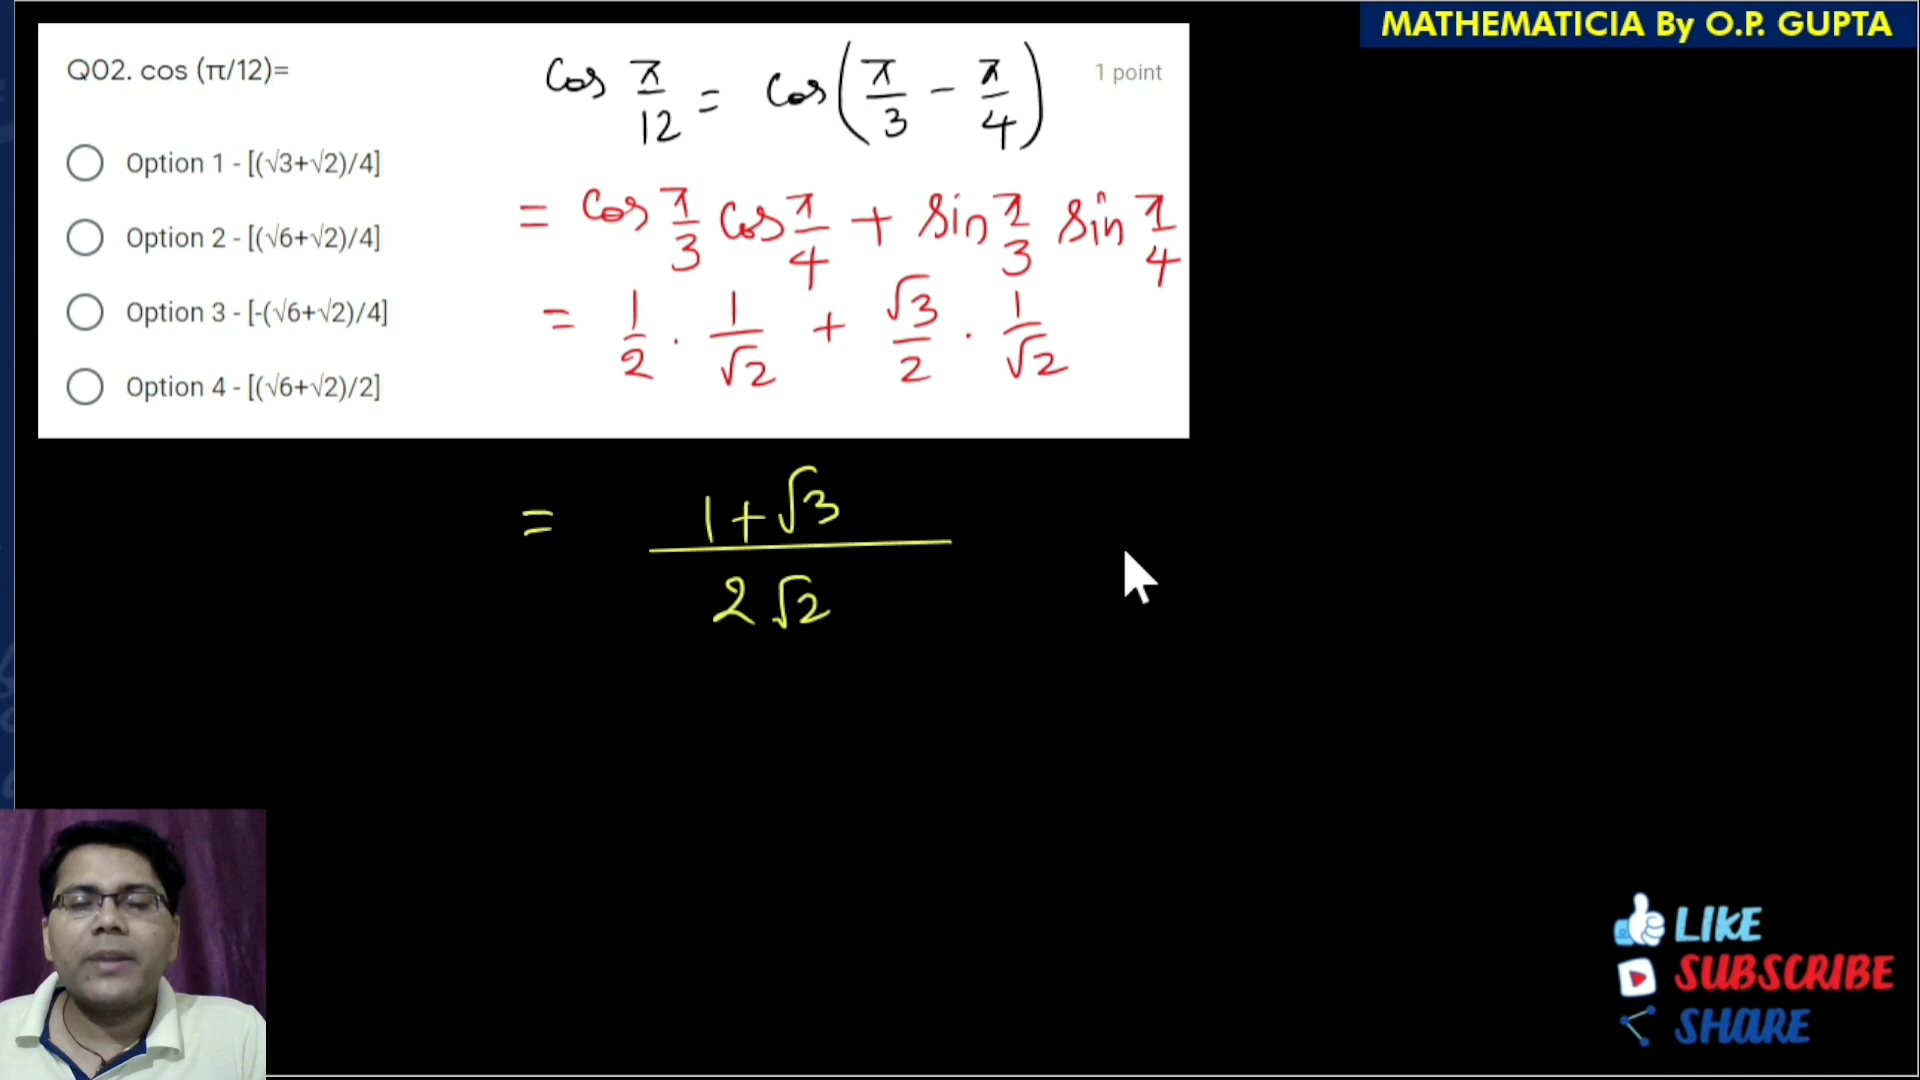 MATHEMATICIA By O.P. GUPTA
Q02. cos (π/12)=
1 point
Option 1 - [(√3+√2)/4]
Option 2 - [(√6+√2)/4]
Option 3 - [-(√6+√2)/4]
Option 4 - [(√6+√2)/2]
cos π/12 = cos(π/3 - π/4)
= cos π/3 cos π/4 + sin π/3 sin π/4
= 1/2 · 1/√2 + √3/2 · 1/√2
= (1+√3)/(2√2)
LIKE
SUBSCRIBE
SHARE